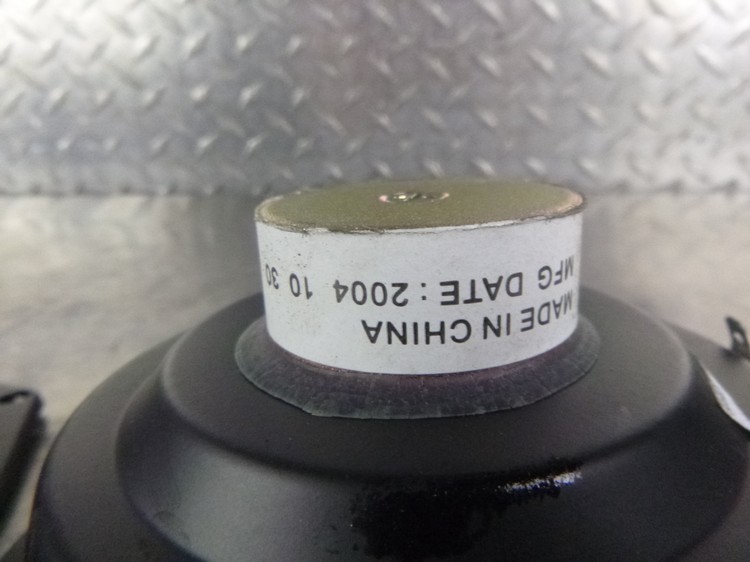 MADE IN CHINA
MFG DATE : 2004 10 30